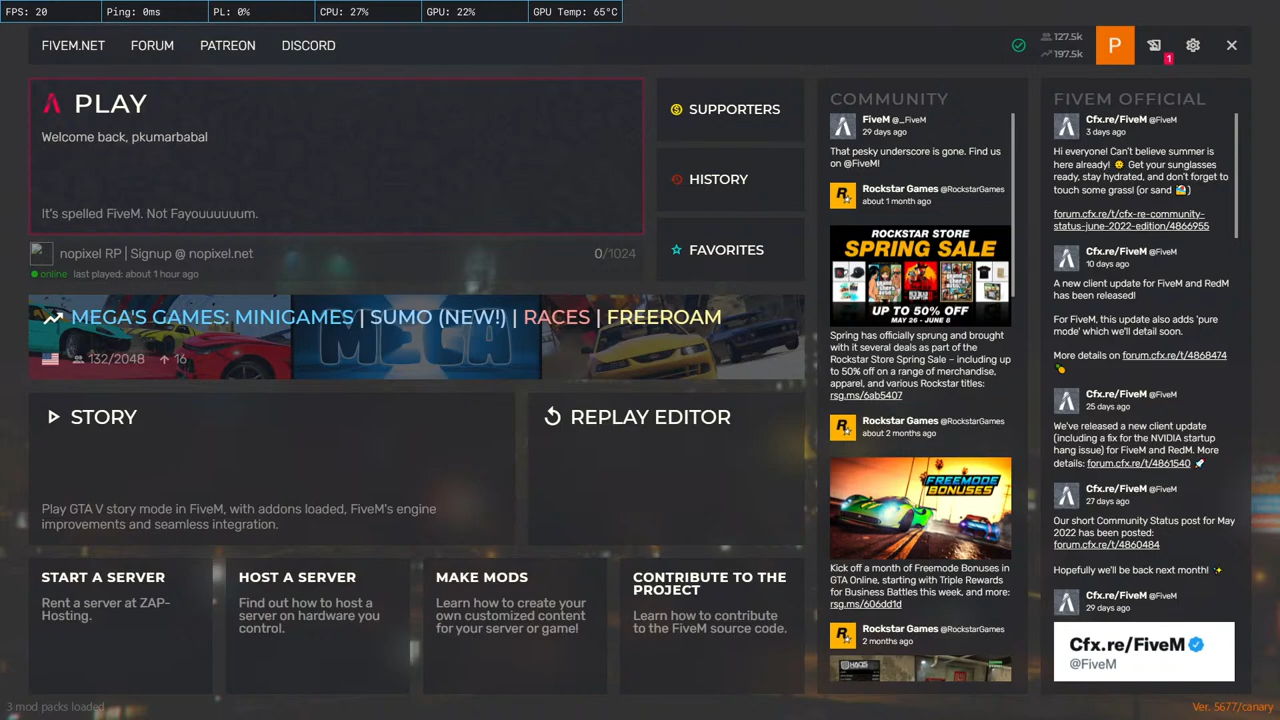 FPS: 20
Ping: 0ms
PL: 0%
CPU: 27%
GPU: 22%
GPU Temp: 65°C
FIVEM.NET
FORUM
PATREON
DISCORD
127.5k
197.5k
P
1
PLAY
Welcome back, pkumarbabal
It's spelled FiveM. Not Fayouuuuuum.
nopixel RP | Signup @ nopixel.net
0/1024
online last played: about 1 hour ago
SUPPORTERS
HISTORY
FAVORITES
MEGA'S GAMES: MINIGAMES | SUMO (NEW!) | RACES | FREEROAM
MEGA
132/2048
16
STORY
Play GTA V story mode in FiveM, with addons loaded, FiveM's engine
improvements and seamless integration.
REPLAY EDITOR
START A SERVER
Rent a server at ZAP-
Hosting.
HOST A SERVER
Find out how to host a
server on hardware you
control.
MAKE MODS
Learn how to create your
own customized content
for your server or game!
CONTRIBUTE TO THE
PROJECT
Learn how to contribute
to the FiveM source code.
COMMUNITY
FiveM @_FiveM
29 days ago
That pesky underscore is gone. Find us
on @FiveM!
Rockstar Games @RockstarGames
about 1 month ago
ROCKSTAR STORE
SPRING SALE
UP TO 50% OFF
MAY 26 - JUNE 6
Spring has officially sprung and brought
with it several deals as part of the
Rockstar Store Spring Sale – including up
to 50% off on a range of merchandise,
apparel, and various Rockstar titles:
rsg.ms/6ab5407
Rockstar Games @RockstarGames
about 2 months ago
FREEMODE
BONUSES
Kick off a month of Freemode Bonuses in
GTA Online, starting with Triple Rewards
for Business Battles this week, and more:
rsg.ms/606dd1d
Rockstar Games @RockstarGames
2 months ago
FIVEM OFFICIAL
Cfx.re/FiveM @FiveM
3 days ago
Hi everyone! Can't believe summer is
here already! 🌞 Get your sunglasses
ready, stay hydrated, and don't forget to
touch some grass! (or sand 🏖)
forum.cfx.re/t/cfx-re-community-
status-june-2022-edition/4866955
Cfx.re/FiveM @FiveM
10 days ago
A new client update for FiveM and RedM
has been released!
For FiveM, this update also adds 'pure
mode' which we'll detail soon.
More details on forum.cfx.re/t/4868474
🍍
Cfx.re/FiveM @FiveM
25 days ago
We've released a new client update
(including a fix for the NVIDIA startup
hang issue) for FiveM and RedM. More
details: forum.cfx.re/t/4861540 🚀
Cfx.re/FiveM @FiveM
27 days ago
Our short Community Status post for May
2022 has been posted:
forum.cfx.re/t/4860484
Hopefully we'll be back next month! ✨
Cfx.re/FiveM @FiveM
29 days ago
Cfx.re/FiveM
@FiveM
3 mod packs loaded
Ver. 5677/canary